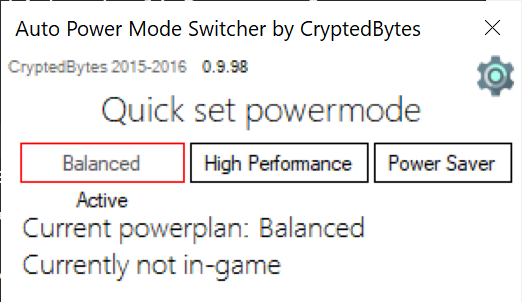 Auto Power Mode Switcher by CryptedBytes
CryptedBytes 2015-2016 0.9.98
Quick set powermode
Balanced High Performance Power Saver
Active
Current powerplan: Balanced
Currently not in-game